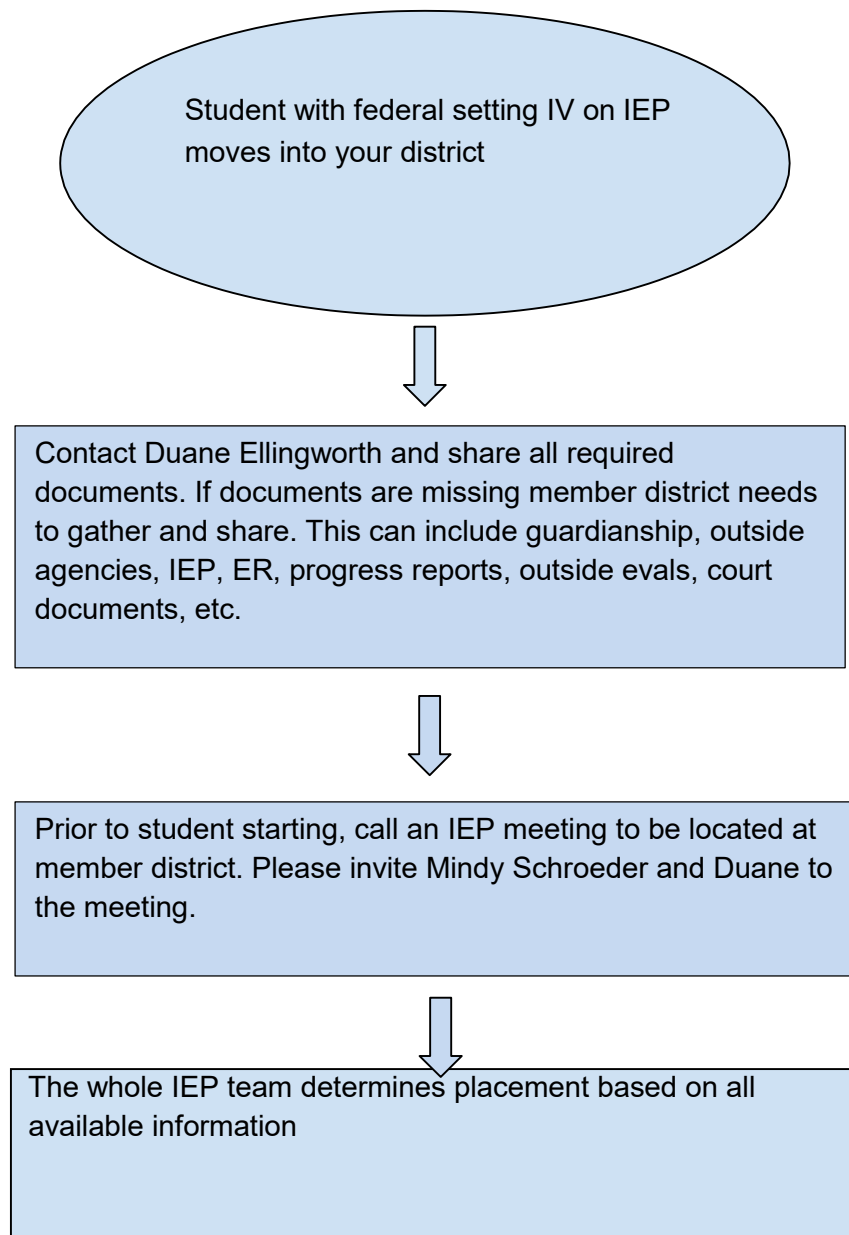 Student with federal setting IV on IEP
moves into your district
Contact Duane Ellingworth and share all required
documents. If documents are missing member district needs
to gather and share. This can include guardianship, outside
agencies, IEP, ER, progress reports, outside evals, court
documents, etc.
Prior to student starting, call an IEP meeting to be located at
member district. Please invite Mindy Schroeder and Duane to
the meeting.
The whole IEP team determines placement based on all
available information